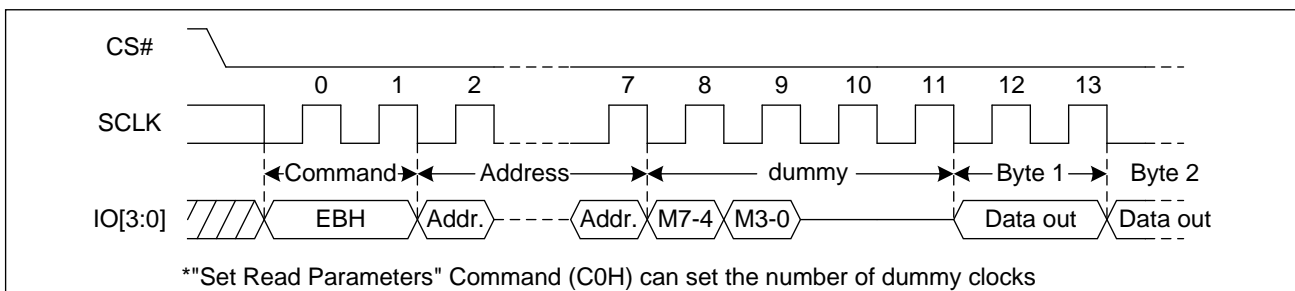 CS#
0 1 2 7 8 9 10 11 12 13
SCLK
Command Address dummy Byte 1 Byte 2
IO[3:0] EBH Addr. Addr. M7-4 M3-0 Data out Data out
*"Set Read Parameters" Command (C0H) can set the number of dummy clocks